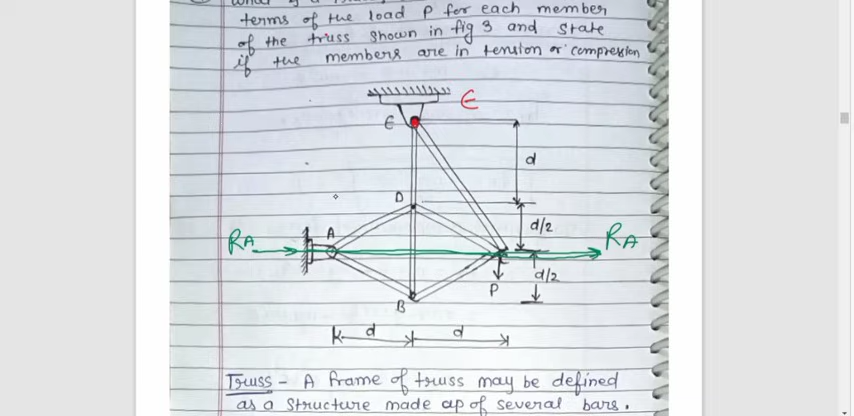 terms of the load P for each member
of the truss shown in fig 3 and state
if the members are in tension or compression
E
E
d
D
d/2
RA
A
RA
d/2
P
B
d
d
Truss - A frame of truss may be defined
as a structure made up of several bars.